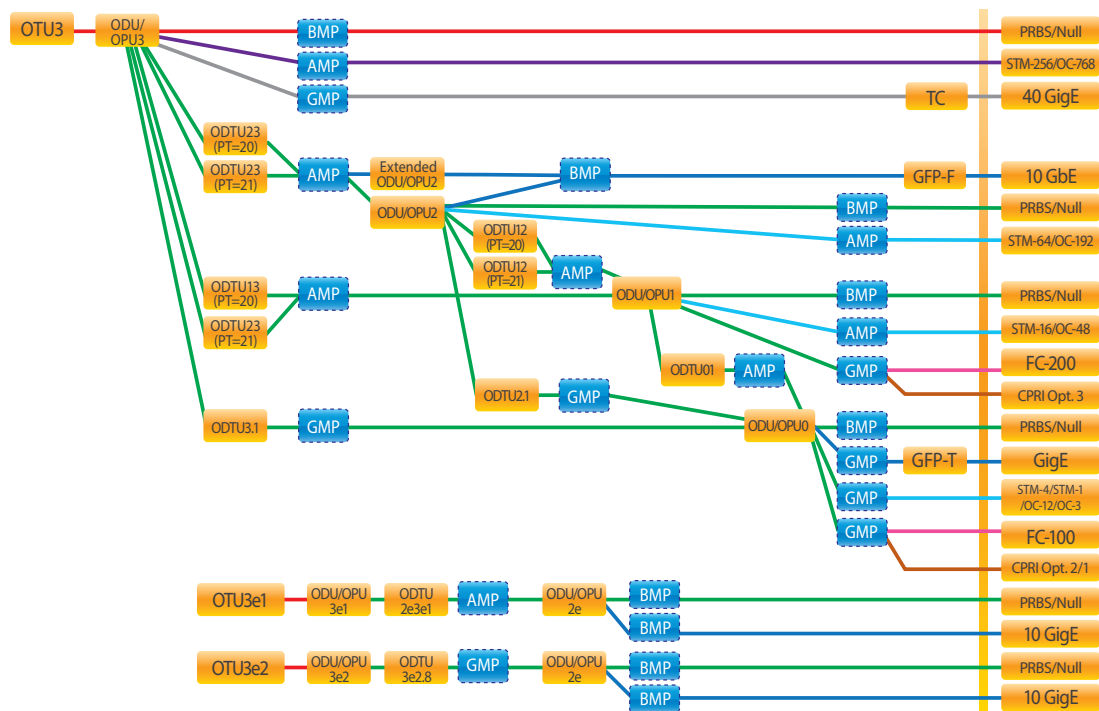 OTU3
ODU/
OPU3
BMP
PRBS/Null
AMP
STM-256/OC-768
GMP
TC
40 GigE
ODTU23
(PT=20)
ODTU23
(PT=21)
AMP
Extended
ODU/OPU2
BMP
GFP-F
10 GbE
ODU/OPU2
BMP
PRBS/Null
ODTU12
(PT=20)
AMP
STM-64/OC-192
ODTU12
(PT=21)
AMP
ODTU13
(PT=20)
AMP
ODU/OPU1
BMP
PRBS/Null
ODTU23
(PT=21)
AMP
STM-16/OC-48
ODTU01
AMP
GMP
FC-200
CPRI Opt. 3
ODTU2.1
GMP
ODTU3.1
GMP
ODU/OPU0
BMP
PRBS/Null
GMP
GFP-T
GigE
GMP
STM-4/STM-1
/OC-12/OC-3
GMP
FC-100
CPRI Opt. 2/1
OTU3e1
ODU/OPU
3e1
ODTU
2e3e1
AMP
ODU/OPU
2e
BMP
PRBS/Null
BMP
10 GigE
OTU3e2
ODU/OPU
3e2
ODTU
3e2.8
GMP
ODU/OPU
2e
BMP
PRBS/Null
BMP
10 GigE